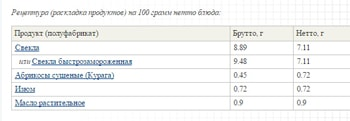 Рецептура (раскладка продуктов) на 100 грамм нетто блюда:
Продукт (полуфабрикат) Брутто, г Нетто, г
Свекла 8.89 7.11
или Свекла быстрозамороженная 9.48 7.11
Абрикосы сушеные (Курага) 0.45 0.72
Изюм 0.72 0.72
Масло растительное 0.9 0.9